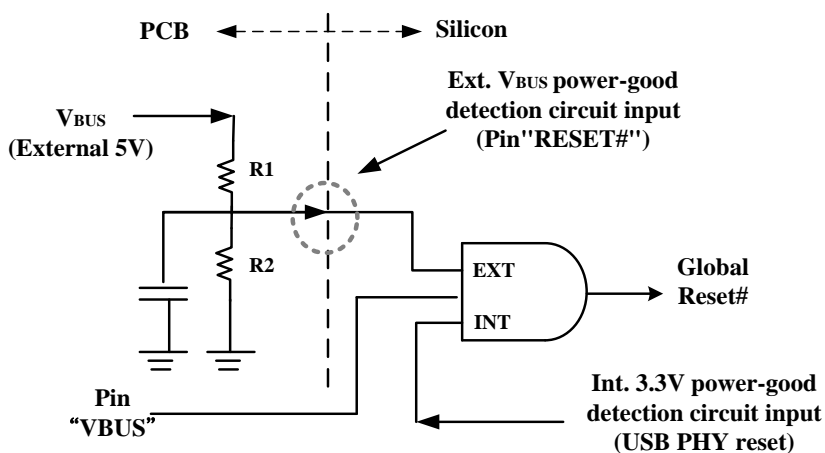 PCB
Silicon
Ext. VBUS power-good
detection circuit input
(Pin"RESET#")
VBUS
(External 5V)
R1
R2
EXT
INT
Global
Reset#
Pin
“VBUS”
Int. 3.3V power-good
detection circuit input
(USB PHY reset)